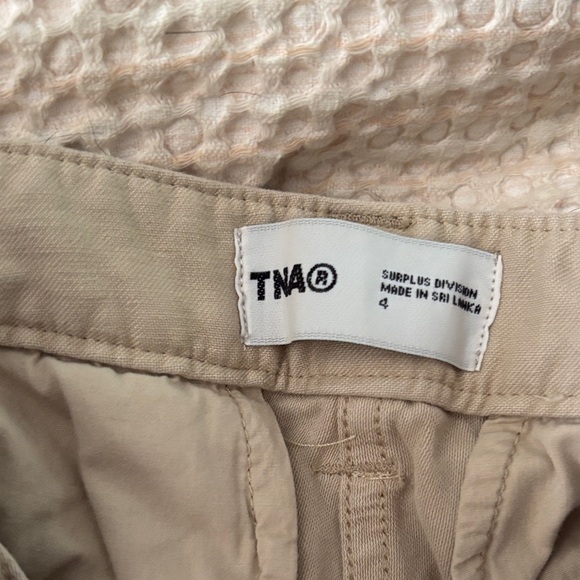 TNA®
SURPLUS DIVISION
MADE IN SRI LANKA
4